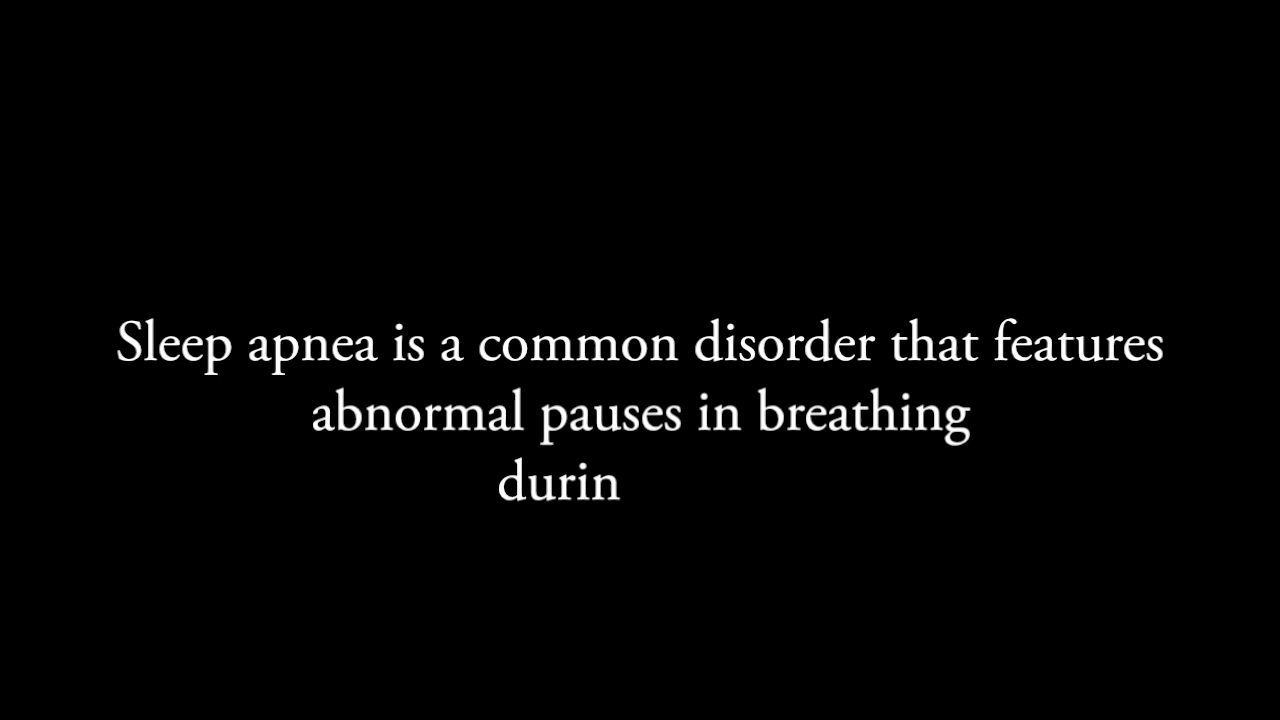 Sleep apnea is a common disorder that features
abnormal pauses in breathing
durin